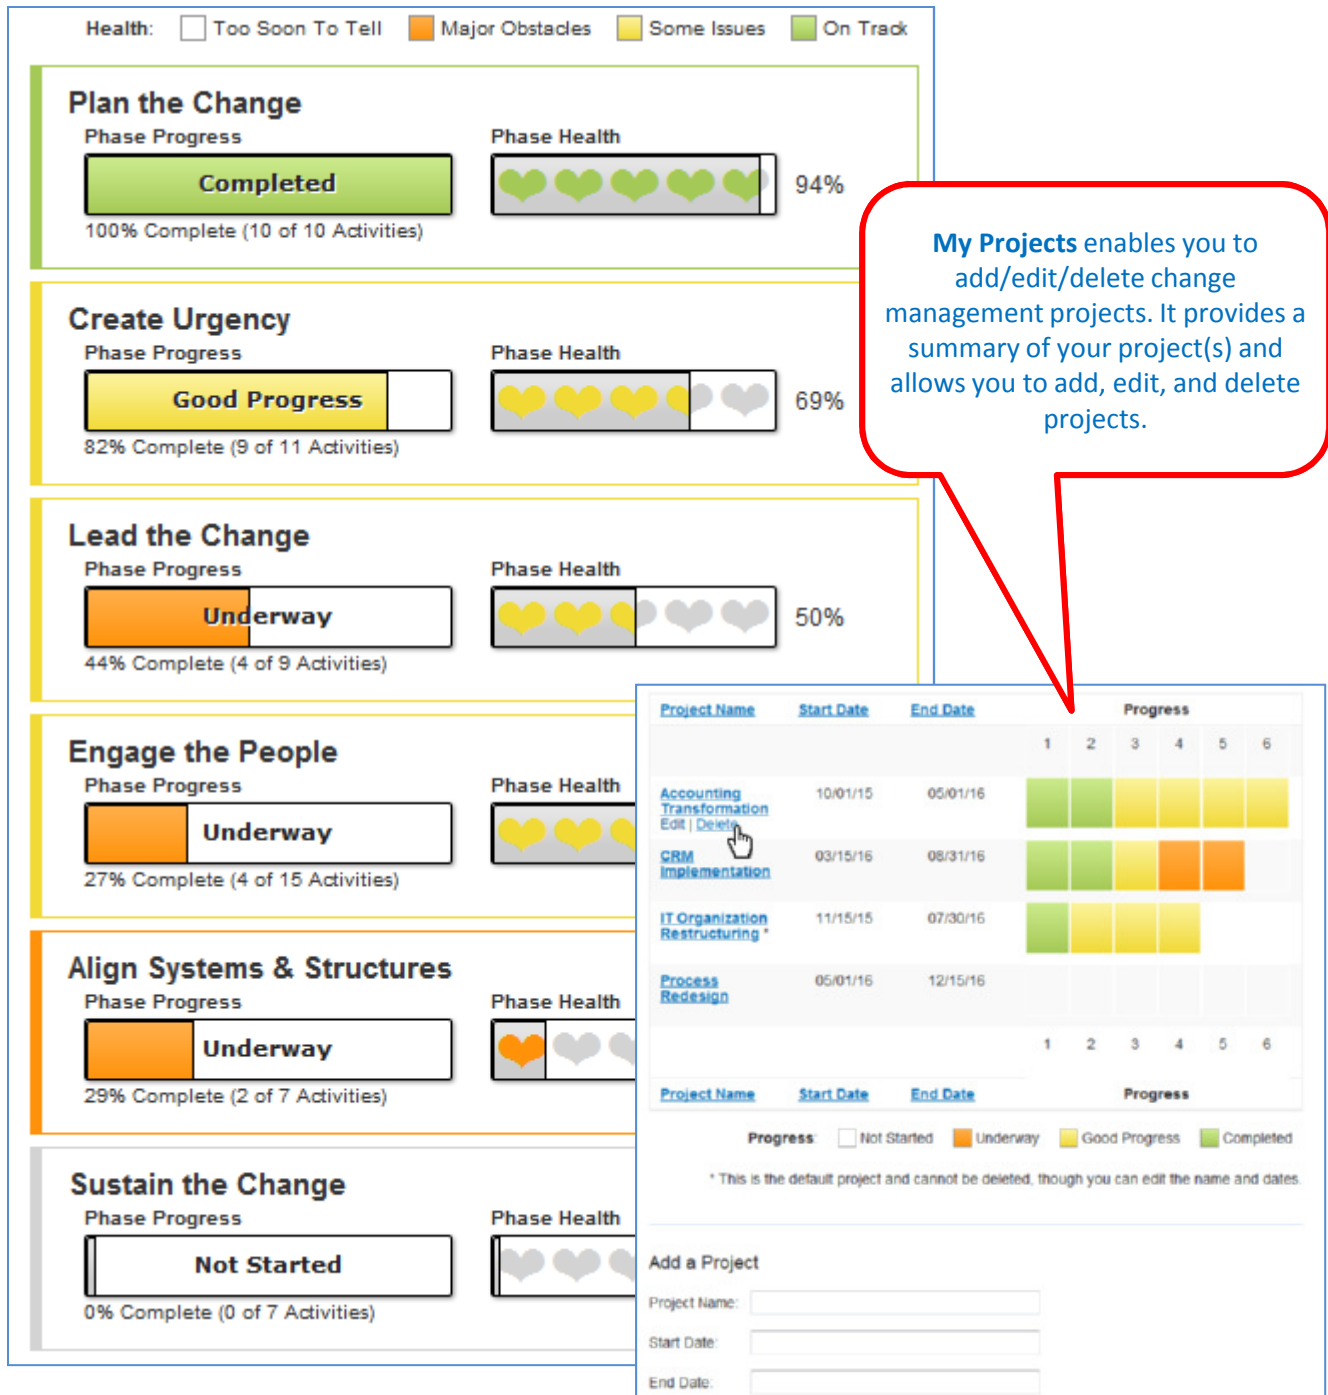 Health: Too Soon To Tell Major Obstacles Some Issues On Track
Plan the Change
Phase Progress Phase Health
Completed 94%
100% Complete (10 of 10 Activities)
Create Urgency
Phase Progress Phase Health
Good Progress 69%
82% Complete (9 of 11 Activities)
Lead the Change
Phase Progress Phase Health
Underway 50%
44% Complete (4 of 9 Activities)
Engage the People
Phase Progress Phase Health
Underway
27% Complete (4 of 15 Activities)
Align Systems & Structures
Phase Progress Phase Health
Underway
29% Complete (2 of 7 Activities)
Sustain the Change
Phase Progress Phase Health
Not Started
0% Complete (0 of 7 Activities)
My Projects enables you to
add/edit/delete change
management projects. It provides a
summary of your project(s) and
allows you to add, edit, and delete
projects.
Project Name Start Date End Date Progress
1 2 3 4 5 6
Accounting 10/01/15 05/01/16
Transformation
Edit | Delete
CRM 03/15/16 08/31/16
Implementation
IT Organization 11/15/15 07/30/16
Restructuring *
Process 05/01/16 12/15/16
Redesign
1 2 3 4 5 6
Project Name Start Date End Date Progress
Progress: Not Started Underway Good Progress Completed
* This is the default project and cannot be deleted, though you can edit the name and dates.
Add a Project
Project Name:
Start Date:
End Date: